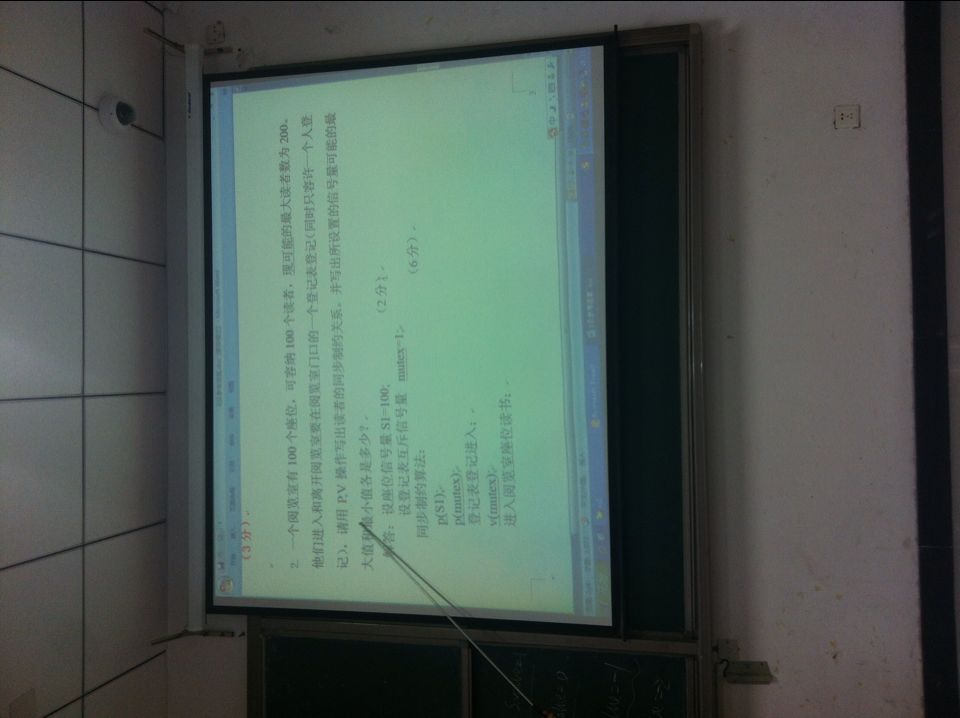 （3分）。
2. 一个阅览室有100个座位，可容纳100个读者，现可能的最大读者数为200。
他们进入和离开阅览室要在阅览室门口的一个登记表登记（同时只容许一个人登
记），请用 P,V 操作写出读者的同步制约关系。并写出所设置的信号量可能的最
大值和最小值各是多少？
解答：设座位信号量 S1=100; （2分）
设登记表互斥信号量 mutex=1; （6分）
同步制约算法：
p(S1);
p(mutex);
登记表登记进入；
v(mutex);
进入阅览室座位读书；
3